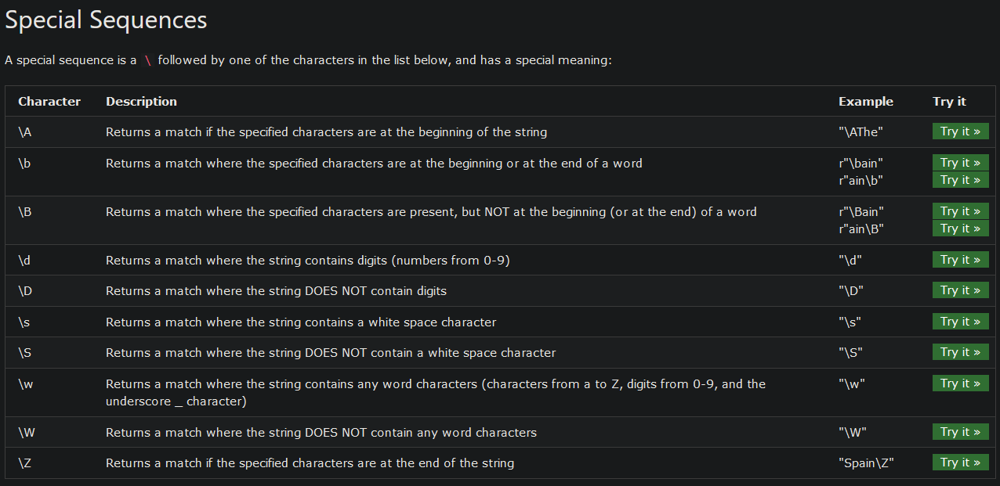 Special Sequences
A special sequence is a \ followed by one of the characters in the list below, and has a special meaning:
Character Description Example Try it
\A Returns a match if the specified characters are at the beginning of the string "\AThe" Try it »
\b Returns a match where the specified characters are at the beginning or at the end of a word r"\bain" Try it »
r"ain\b" Try it »
\B Returns a match where the specified characters are present, but NOT at the beginning (or at the end) of a word r"\Bain" Try it »
r"ain\B" Try it »
\d Returns a match where the string contains digits (numbers from 0-9) "\d" Try it »
\D Returns a match where the string DOES NOT contain digits "\D" Try it »
\s Returns a match where the string contains a white space character "\s" Try it »
\S Returns a match where the string DOES NOT contain a white space character "\S" Try it »
\w Returns a match where the string contains any word characters (characters from a to Z, digits from 0-9, and the "\w" Try it »
underscore _ character)
\W Returns a match where the string DOES NOT contain any word characters "\W" Try it »
\Z Returns a match if the specified characters are at the end of the string "Spain\Z" Try it »